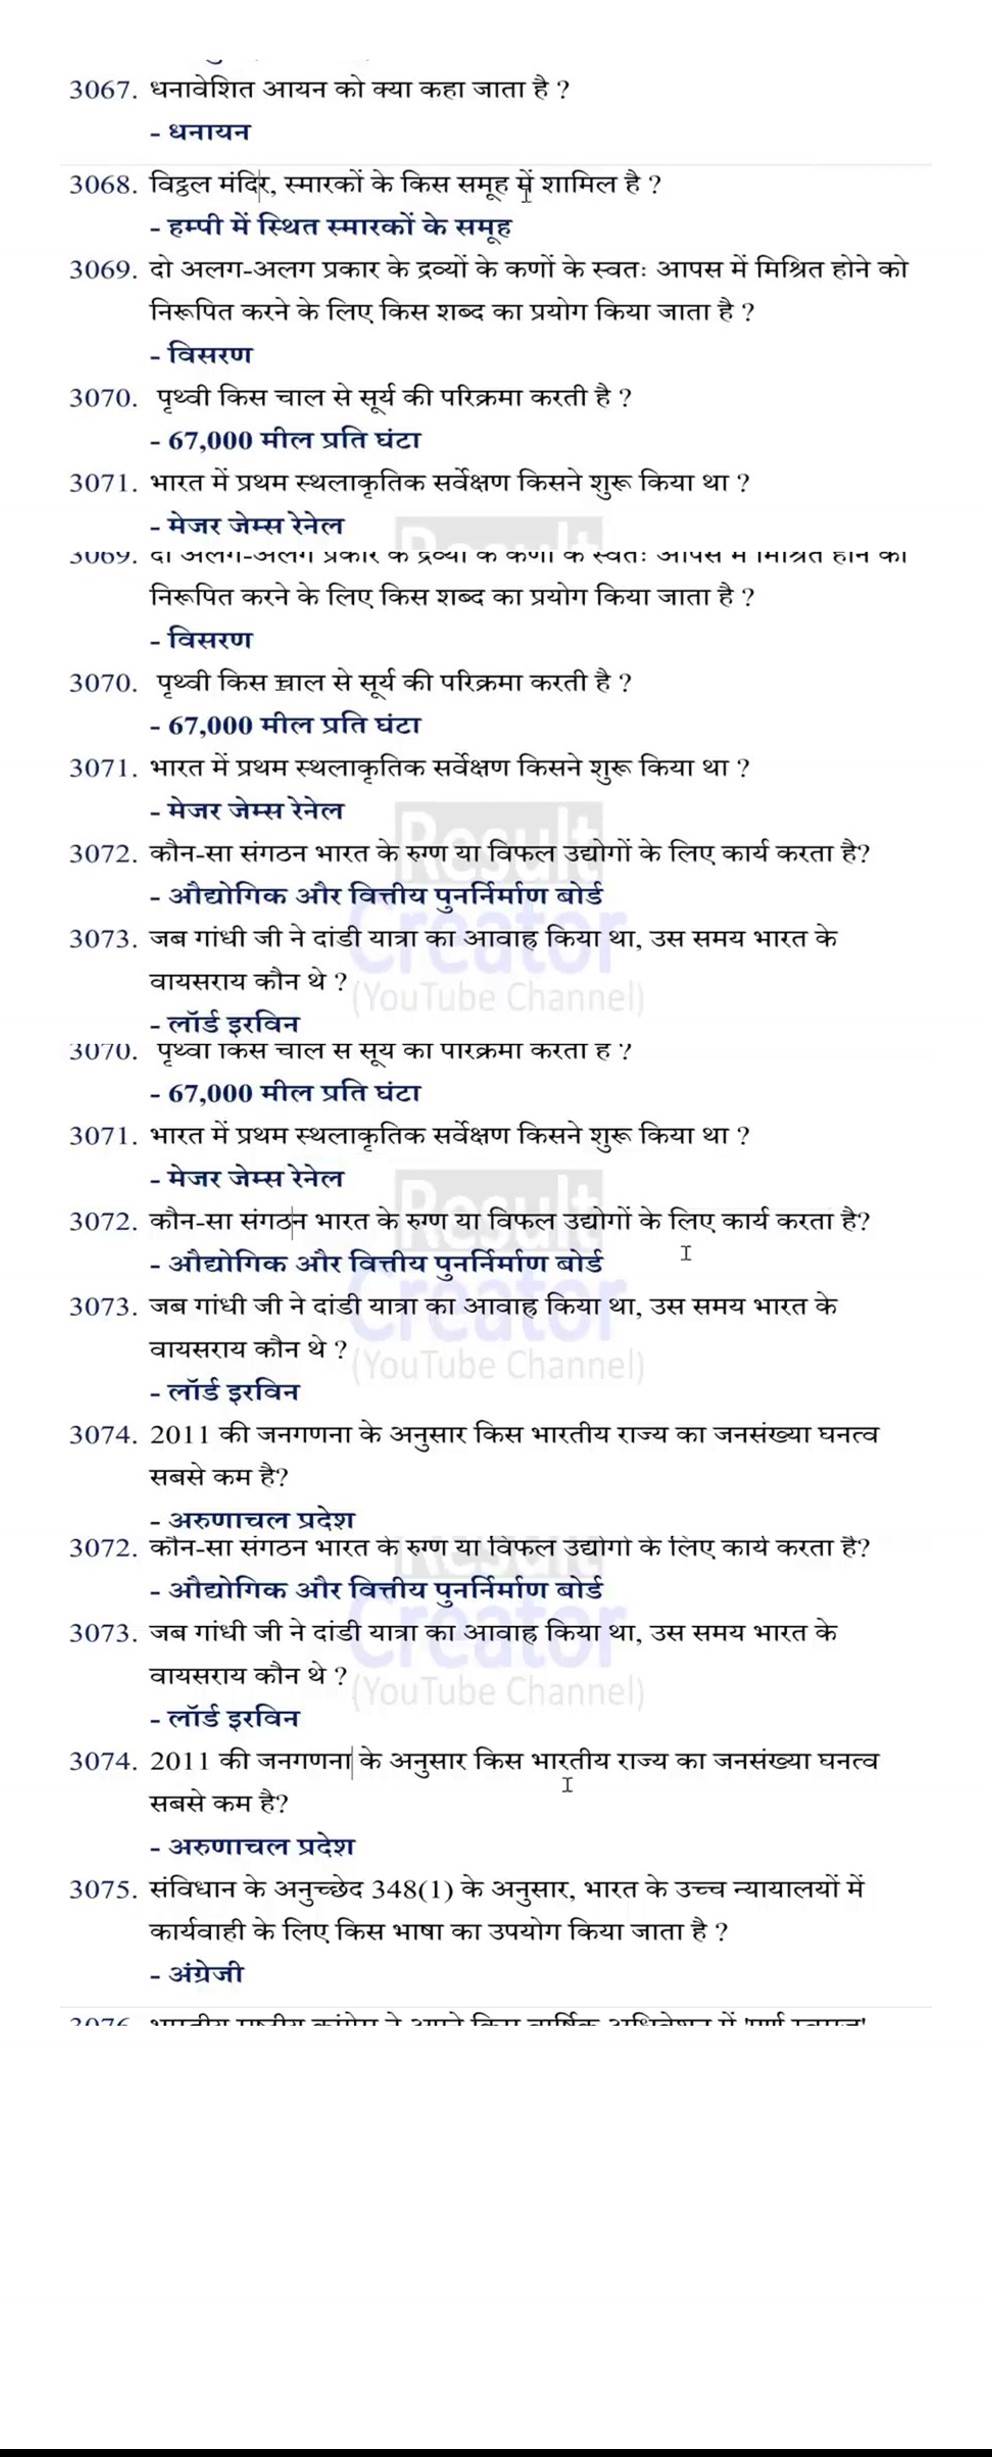 3067. धनावेशित आयन को क्या कहा जाता है ?
- धनायन
3068. विट्ठल मंदिर, स्मारकों के किस समूह में शामिल है ?
- हम्पी में स्थित स्मारकों के समूह
3069. दो अलग-अलग प्रकार के द्रव्यों के कणों के स्वतः आपस में मिश्रित होने को
निरूपित करने के लिए किस शब्द का प्रयोग किया जाता है ?
- विसरण
3070. पृथ्वी किस चाल से सूर्य की परिक्रमा करती है ?
- 67,000 मील प्रति घंटा
3071. भारत में प्रथम स्थलाकृतिक सर्वेक्षण किसने शुरू किया था ?
- मेजर जेम्स रेनेल
3069. दो अलग-अलग प्रकार के द्रव्यों के कणों के स्वतः आपस में मिश्रित होने को
निरूपित करने के लिए किस शब्द का प्रयोग किया जाता है ?
- विसरण
3070. पृथ्वी किस चाल से सूर्य की परिक्रमा करती है ?
- 67,000 मील प्रति घंटा
3071. भारत में प्रथम स्थलाकृतिक सर्वेक्षण किसने शुरू किया था ?
- मेजर जेम्स रेनेल
Result
3072. कौन-सा संगठन भारत के रुग्ण या विफल उद्योगों के लिए कार्य करता है?
- औद्योगिक और वित्तीय पुनर्निर्माण बोर्ड
Creator
3073. जब गांधी जी ने दांडी यात्रा का आवाह्न किया था, उस समय भारत के
वायसराय कौन थे ?
(YouTube Channel)
- लॉर्ड इरविन
3070. पृथ्वी किस चाल से सूर्य की परिक्रमा करती है ?
- 67,000 मील प्रति घंटा
3071. भारत में प्रथम स्थलाकृतिक सर्वेक्षण किसने शुरू किया था ?
- मेजर जेम्स रेनेल
Result
3072. कौन-सा संगठन भारत के रुग्ण या विफल उद्योगों के लिए कार्य करता है?
- औद्योगिक और वित्तीय पुनर्निर्माण बोर्ड
Creator
3073. जब गांधी जी ने दांडी यात्रा का आवाह्न किया था, उस समय भारत के
वायसराय कौन थे ?
(YouTube Channel)
- लॉर्ड इरविन
3074. 2011 की जनगणना के अनुसार किस भारतीय राज्य का जनसंख्या घनत्व
सबसे कम है?
- अरुणाचल प्रदेश
3072. कौन-सा संगठन भारत के रुग्ण या विफल उद्योगों के लिए कार्य करता है?
- औद्योगिक और वित्तीय पुनर्निर्माण बोर्ड
Creator
3073. जब गांधी जी ने दांडी यात्रा का आवाह्न किया था, उस समय भारत के
वायसराय कौन थे ?
(YouTube Channel)
- लॉर्ड इरविन
3074. 2011 की जनगणना के अनुसार किस भारतीय राज्य का जनसंख्या घनत्व
सबसे कम है?
- अरुणाचल प्रदेश
3075. संविधान के अनुच्छेद 348(1) के अनुसार, भारत के उच्च न्यायालयों में
कार्यवाही के लिए किस भाषा का उपयोग किया जाता है ?
- अंग्रेजी